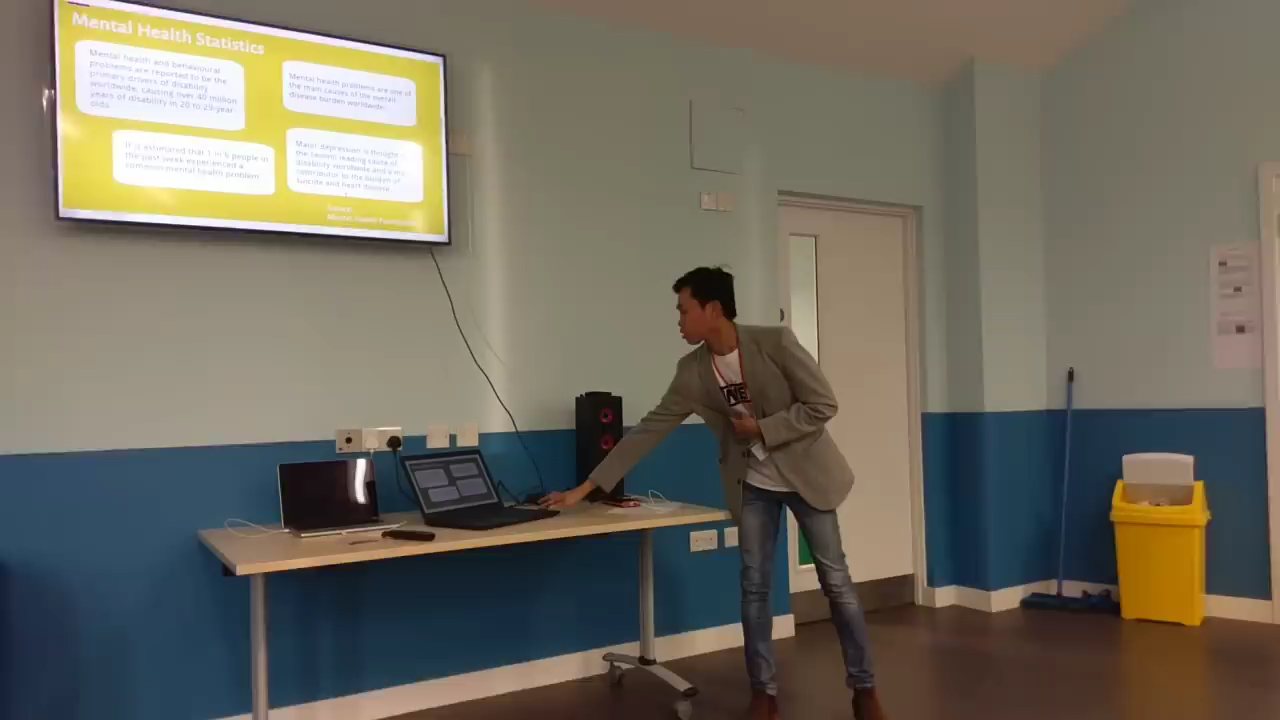 Mental Health Statistics
Mental health and behavioural
problems are reported to be the
primary drivers of disability
worldwide, causing over 40 million
years of disability in 20 to 29-year-
olds.
Mental health problems are one of
the main causes of the overall
disease burden worldwide.
It is estimated that 1 in 6 people in
the past week experienced a
common mental health problem.
Major depression is thought
the second leading cause of
disability worldwide and a
contributor to the burden of
suicide and heart disease
Mental Health